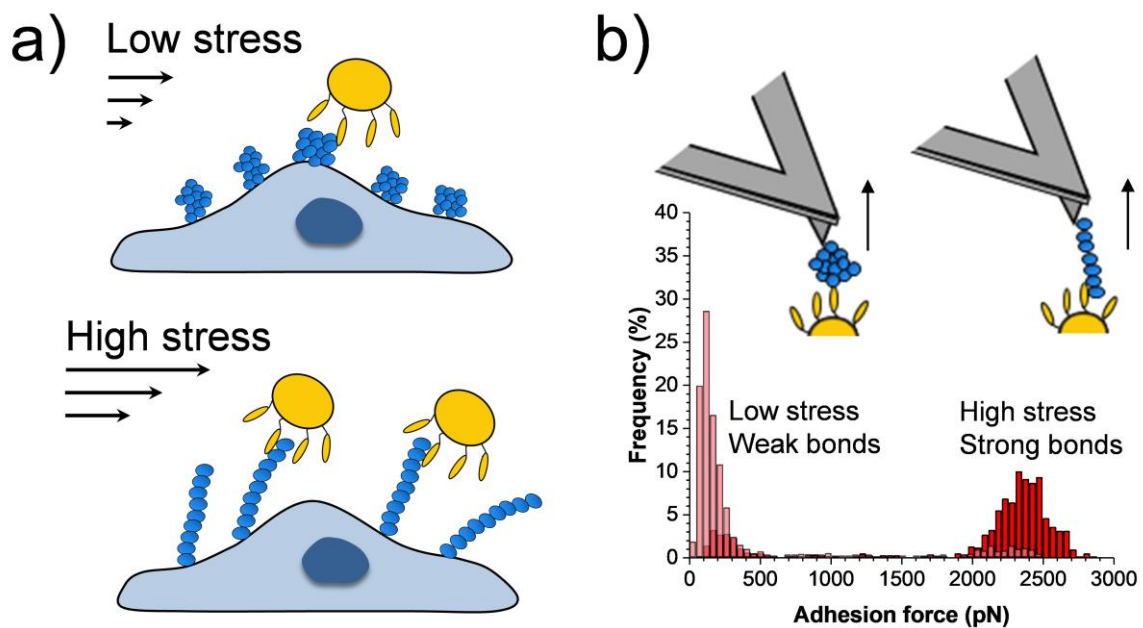 a)
Low stress
High stress
b)
40
35
30
25
20
15
10
5
0
Frequency (%)
Low stress
Weak bonds
High stress
Strong bonds
0
500
1000
1500
2000
2500
3000
Adhesion force (pN)